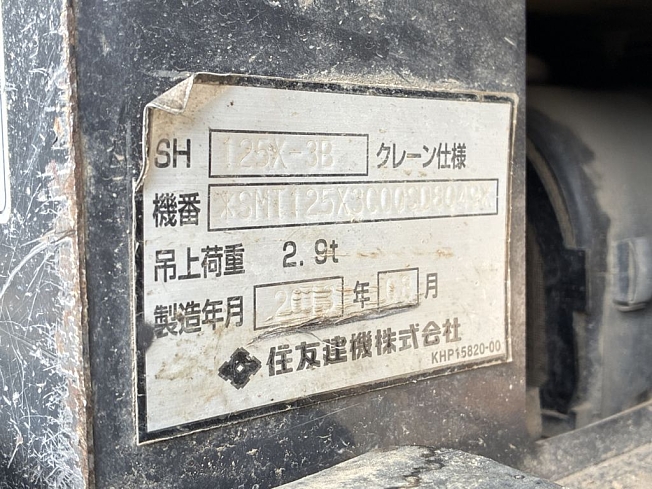 SH 125X-3B クレーン仕様
機番
吊上荷重 2.9t
製造年月 年 月
住友建機株式会社
KHP15820-00